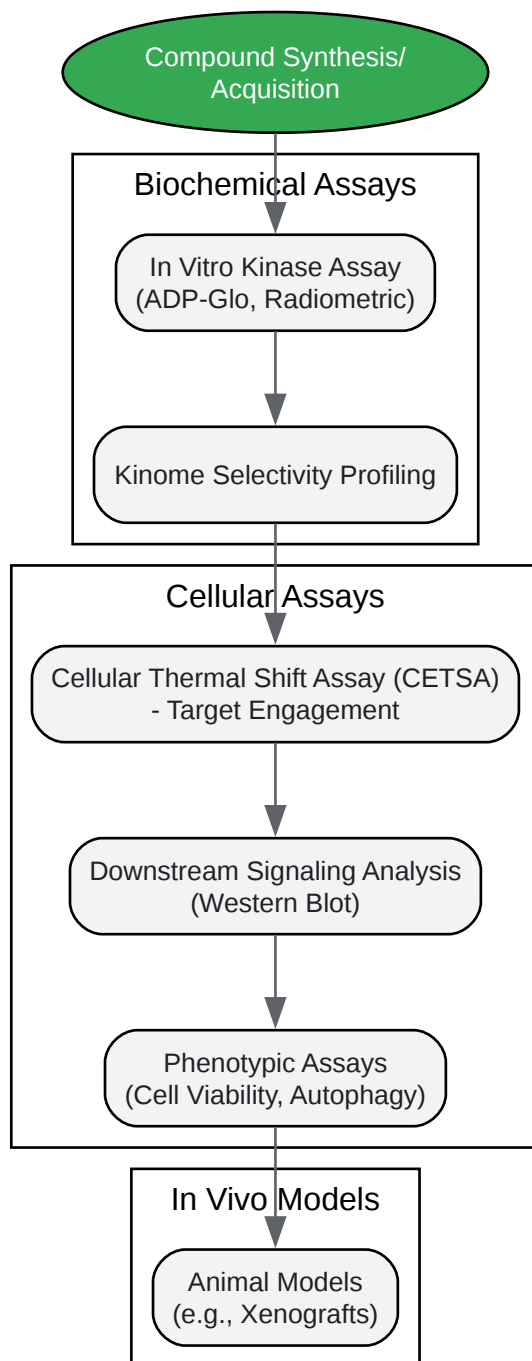 Compound Synthesis/
Acquisition
Biochemical Assays
In Vitro Kinase Assay
(ADP-Glo, Radiometric)
Kinome Selectivity Profiling
Cellular Assays
Cellular Thermal Shift Assay (CETSA)
- Target Engagement
Downstream Signaling Analysis
(Western Blot)
Phenotypic Assays
(Cell Viability, Autophagy)
In Vivo Models
Animal Models
(e.g., Xenografts)